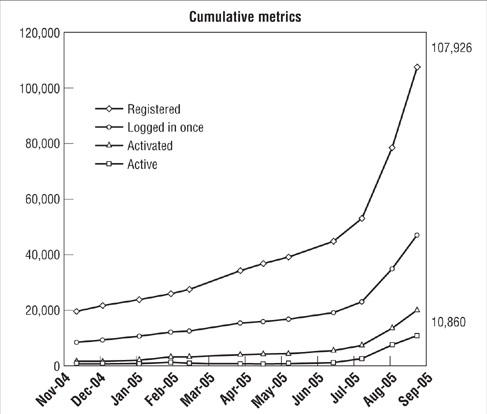 Cumulative metrics
120,000
107,926
100,000
Registered
Logged in once
Activated
Active
80,000
60,000
40,000
20,000
10,860
0
Nov-04
Dec-04
Jan-05
Feb-05
Mar-05
Apr-05
May-05
Jun-05
Jul-05
Aug-05
Sep-05